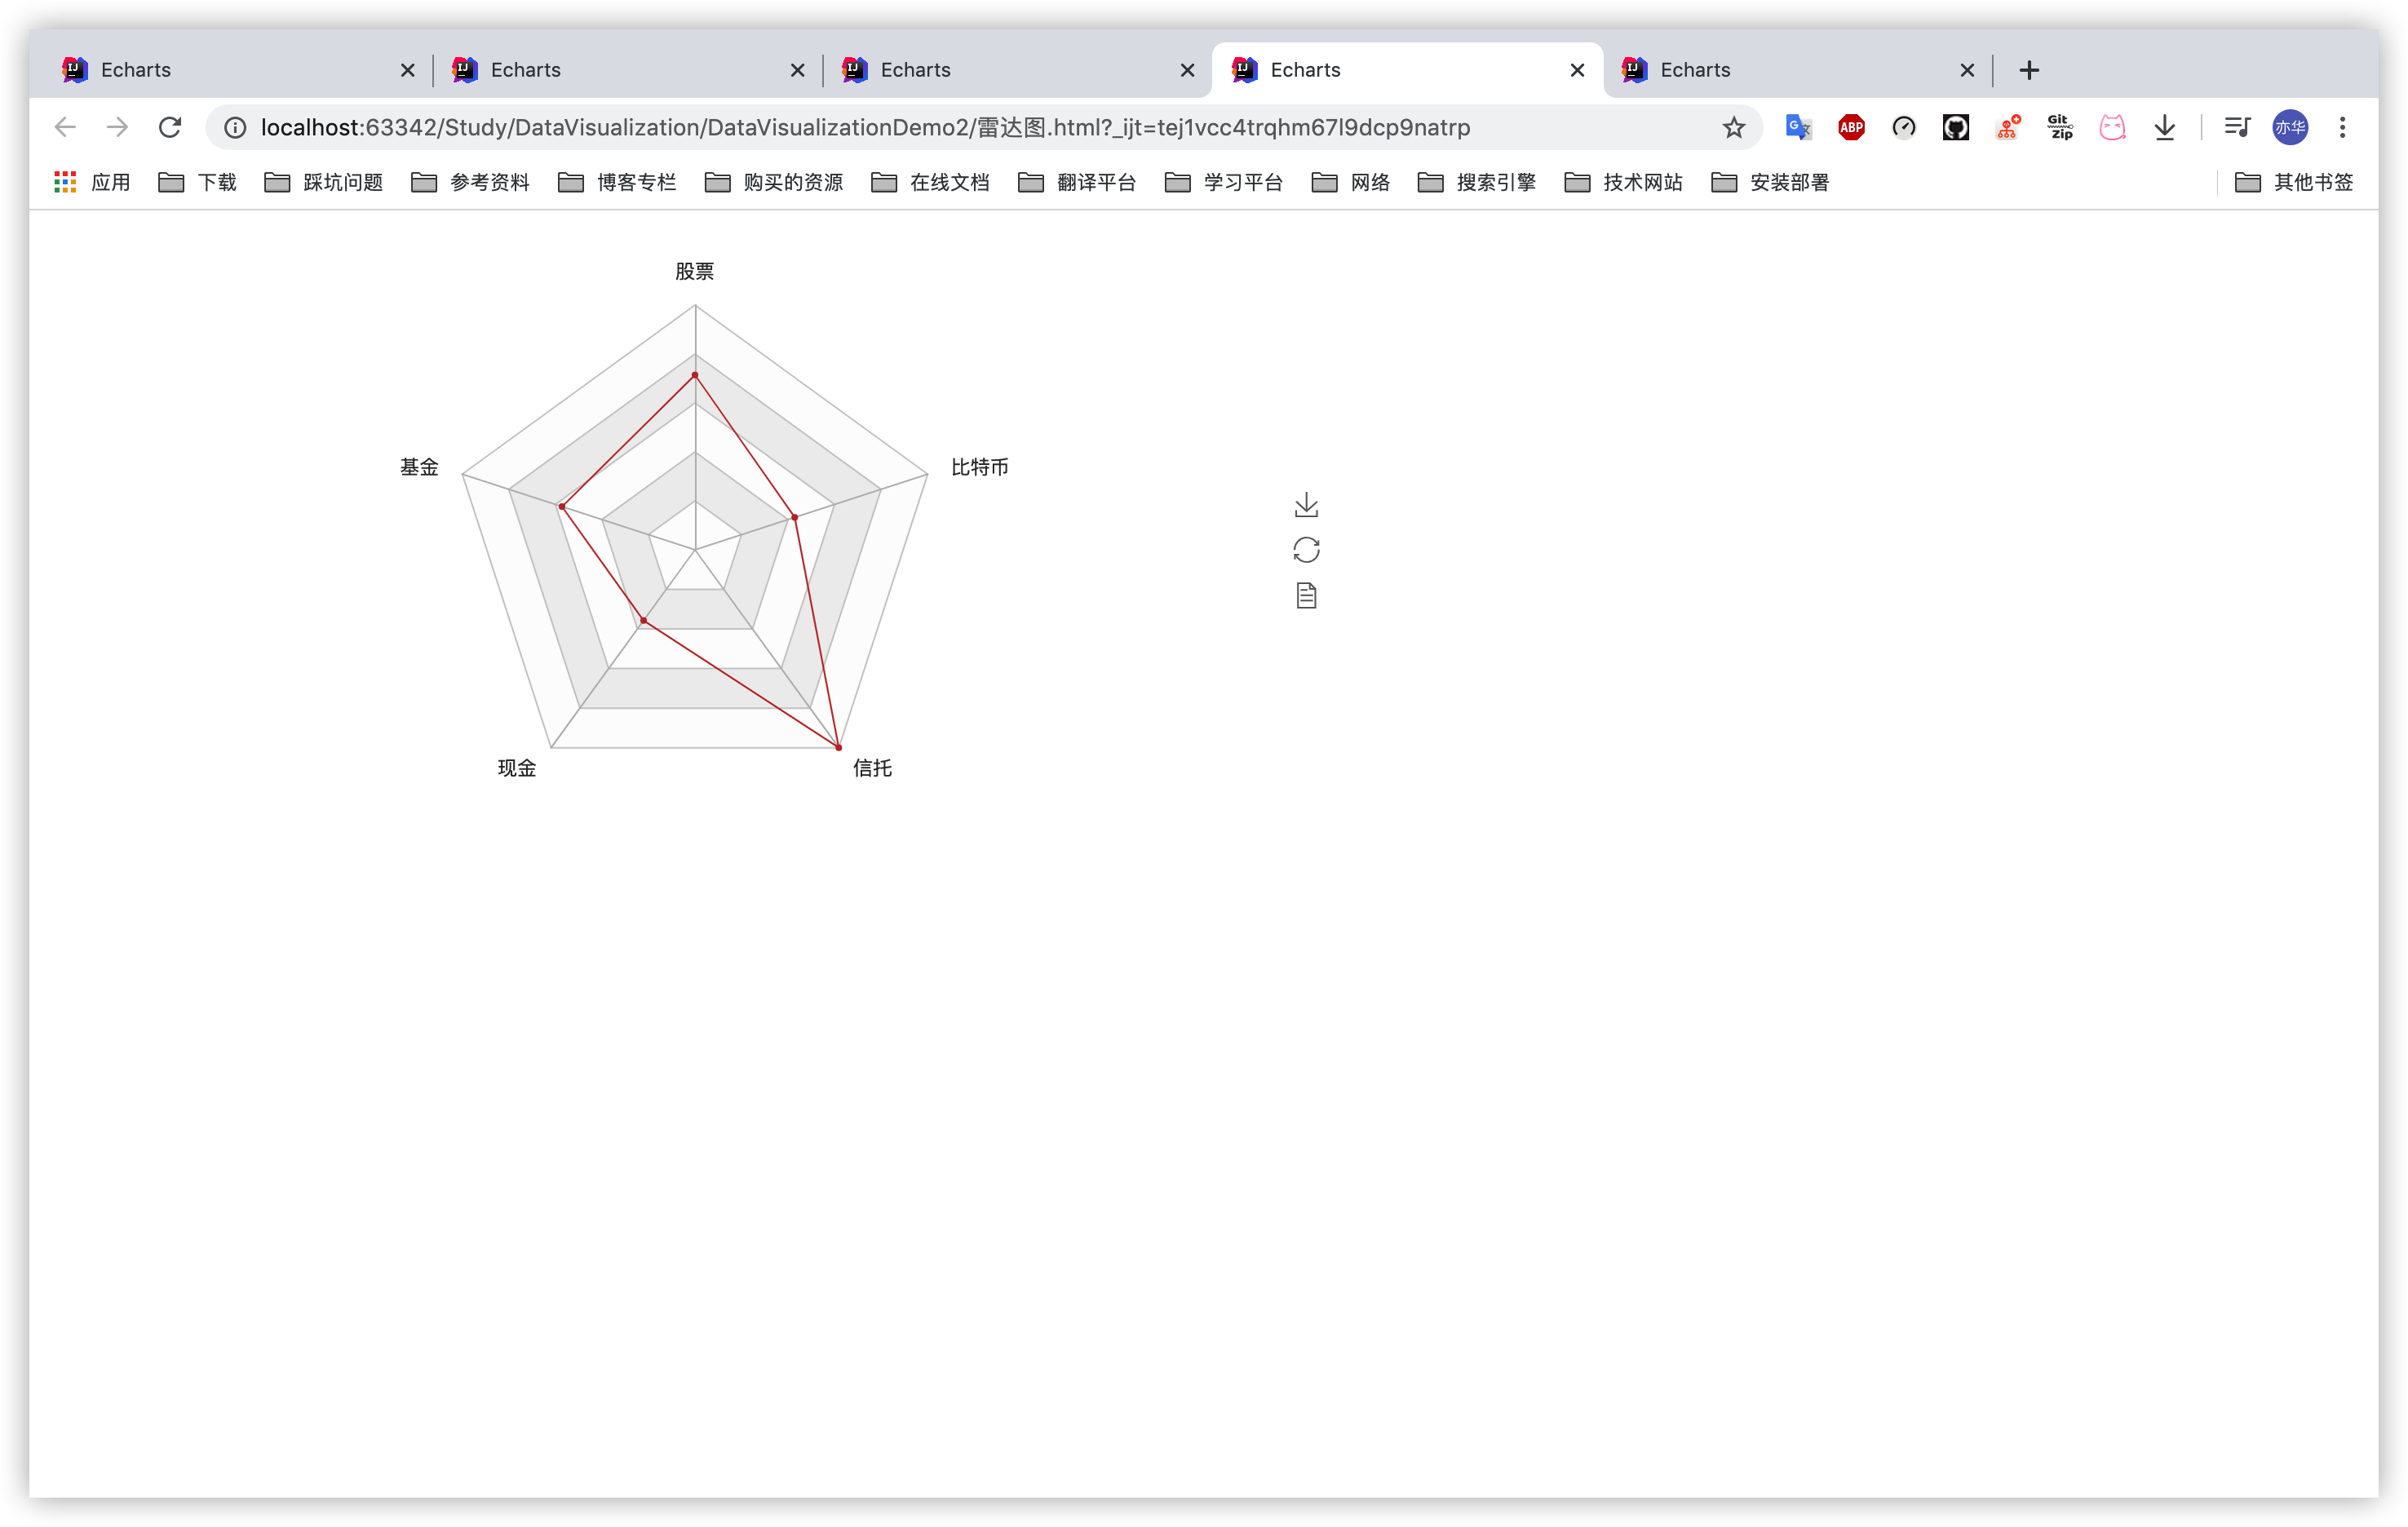 Echarts Echarts Echarts Echarts Echarts
localhost:63342/Study/DataVisualization/DataVisualizationDemo2/雷达图.html?_ijt=tej1vcc4trqhm67l9dcp9natrp ABP Git Zip 亦华
应用 下载 踩坑问题 参考资料 博客专栏 购买的资源 在线文档 翻译平台 学习平台 网络 搜索引擎 技术网站 安装部署 其他书签
股票
基金 比特币
现金 信托